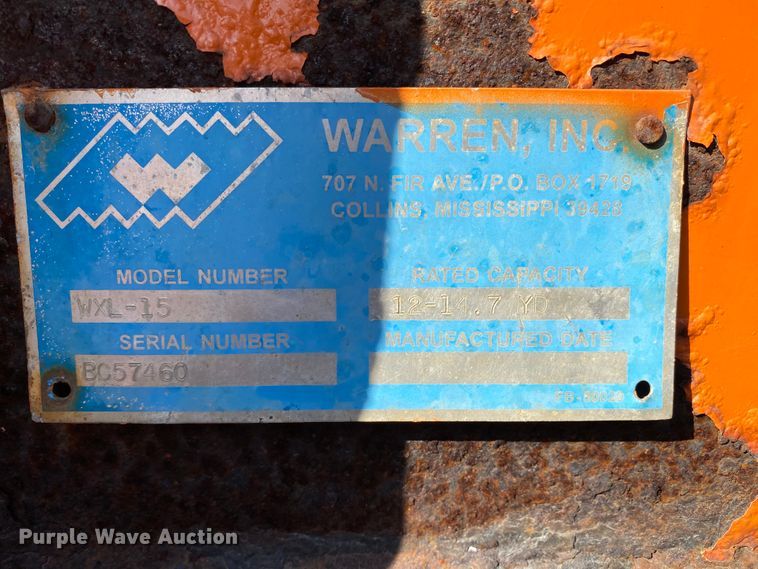 WARREN, INC.
707 N. FIR AVE./P.O. BOX 1719
COLLINS, MISSISSIPPI 39428
MODEL NUMBER
WXL-15
RATED CAPACITY
12-14.7 YD
SERIAL NUMBER
BC57460
MANUFACTURED DATE
Purple Wave Auction®